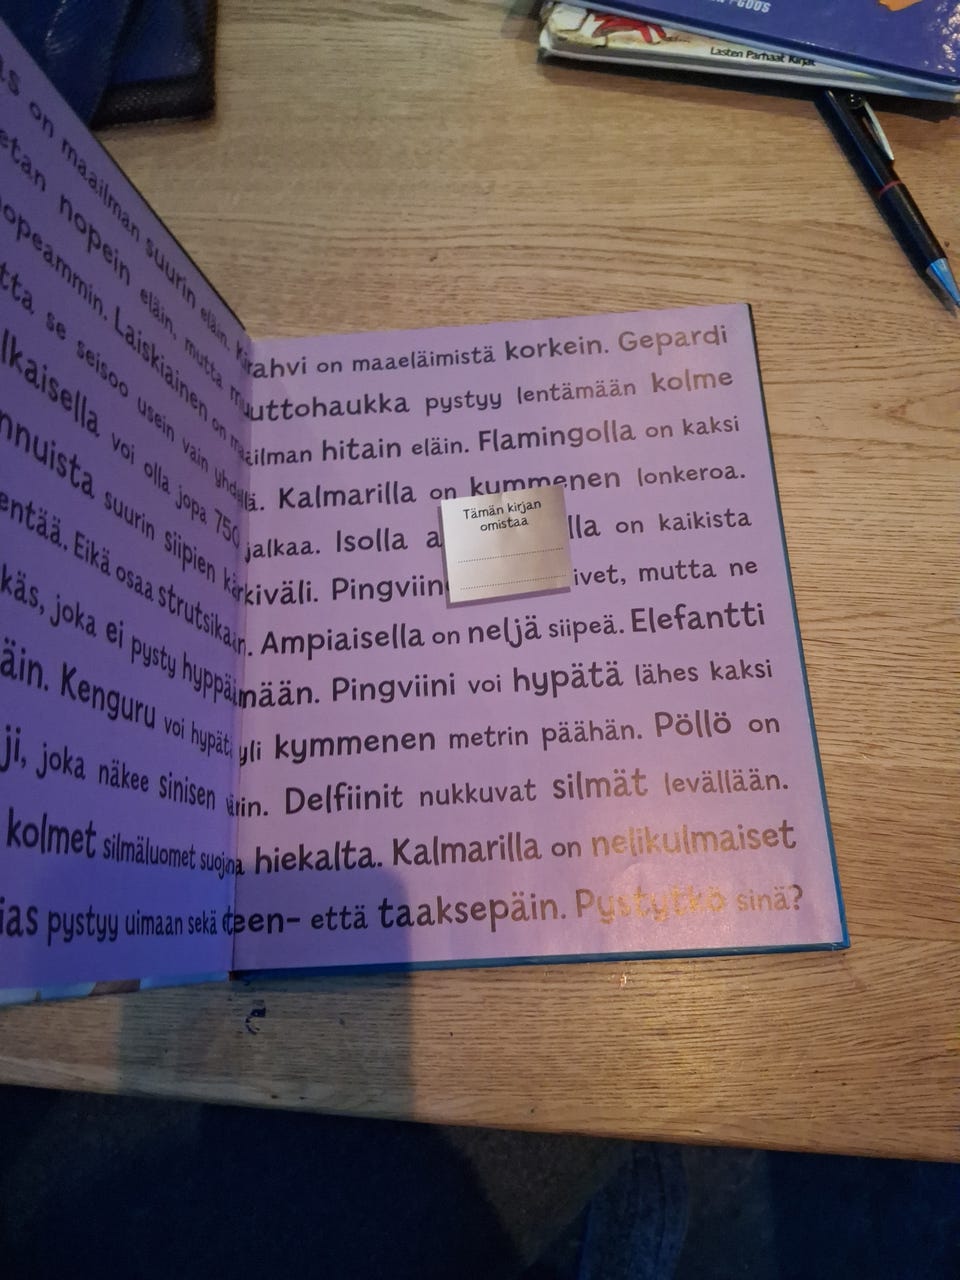 GOOS
Lasten Parhaat Kirjat
on maailman suurin eläin. Kirahvi on maaeläimistä korkein. Gepardi
nopein eläin, mutta muuttohaukka pystyy lentämään kolme
nopeammin. Laiskiainen on maailman hitain eläin. Flamingolla on kaksi
se seisoo usein vain yhdellä. Kalmarilla on kymmenen lonkeroa.
lkaisella voi olla jopa 750 jalkaa. Isolla a lla on kaikista
nnuista suurin siipien kärkiväli. Pingviin ivet, mutta ne
entää. Eikä osaa strutsikaan. Ampiaisella on neljä siipeä. Elefantti
käs, joka ei pysty hyppäämään. Pingviini voi hypätä lähes kaksi
äin. Kenguru voi hypätä yli kymmenen metrin päähän. Pöllö on
ji, joka näkee sinisen värin. Delfiinit nukkuvat silmät levällään.
kolmet silmäluomet suojana hiekalta. Kalmarilla on nelikulmaiset
ias pystyy uimaan sekä eteen- että taaksepäin. Pystytkö sinä?
Tämän kirjan
omistaa